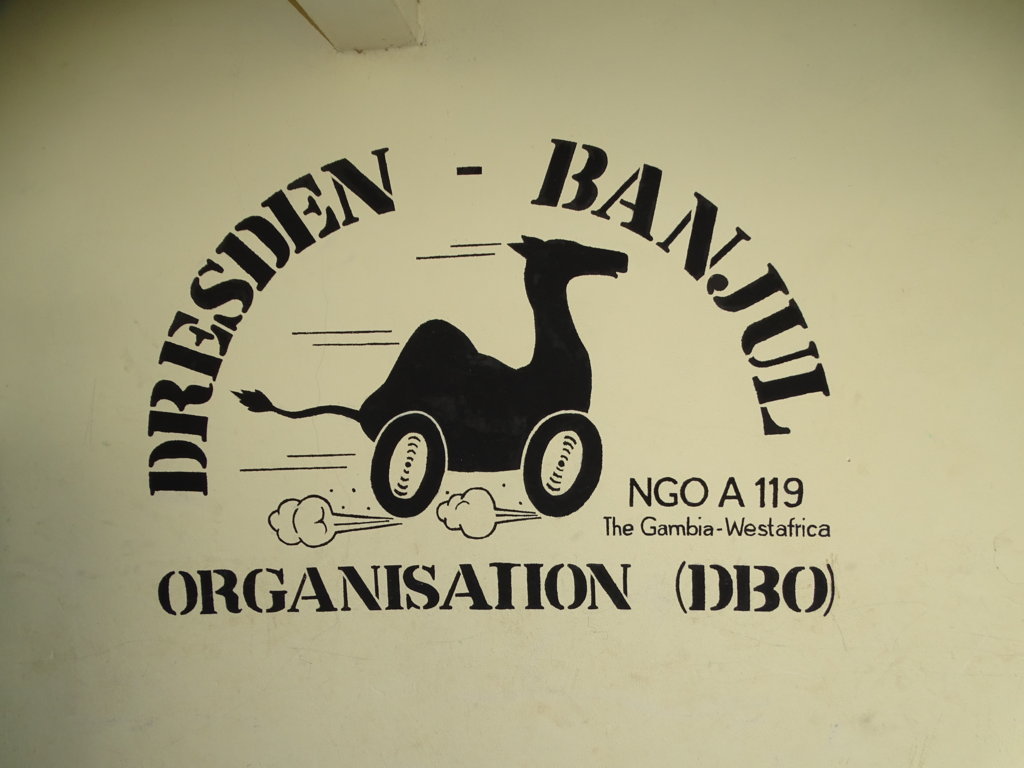 DRESDEN - BANJUL
NGO A 119
The Gambia-Westafrica
ORGANISATION (DBO)